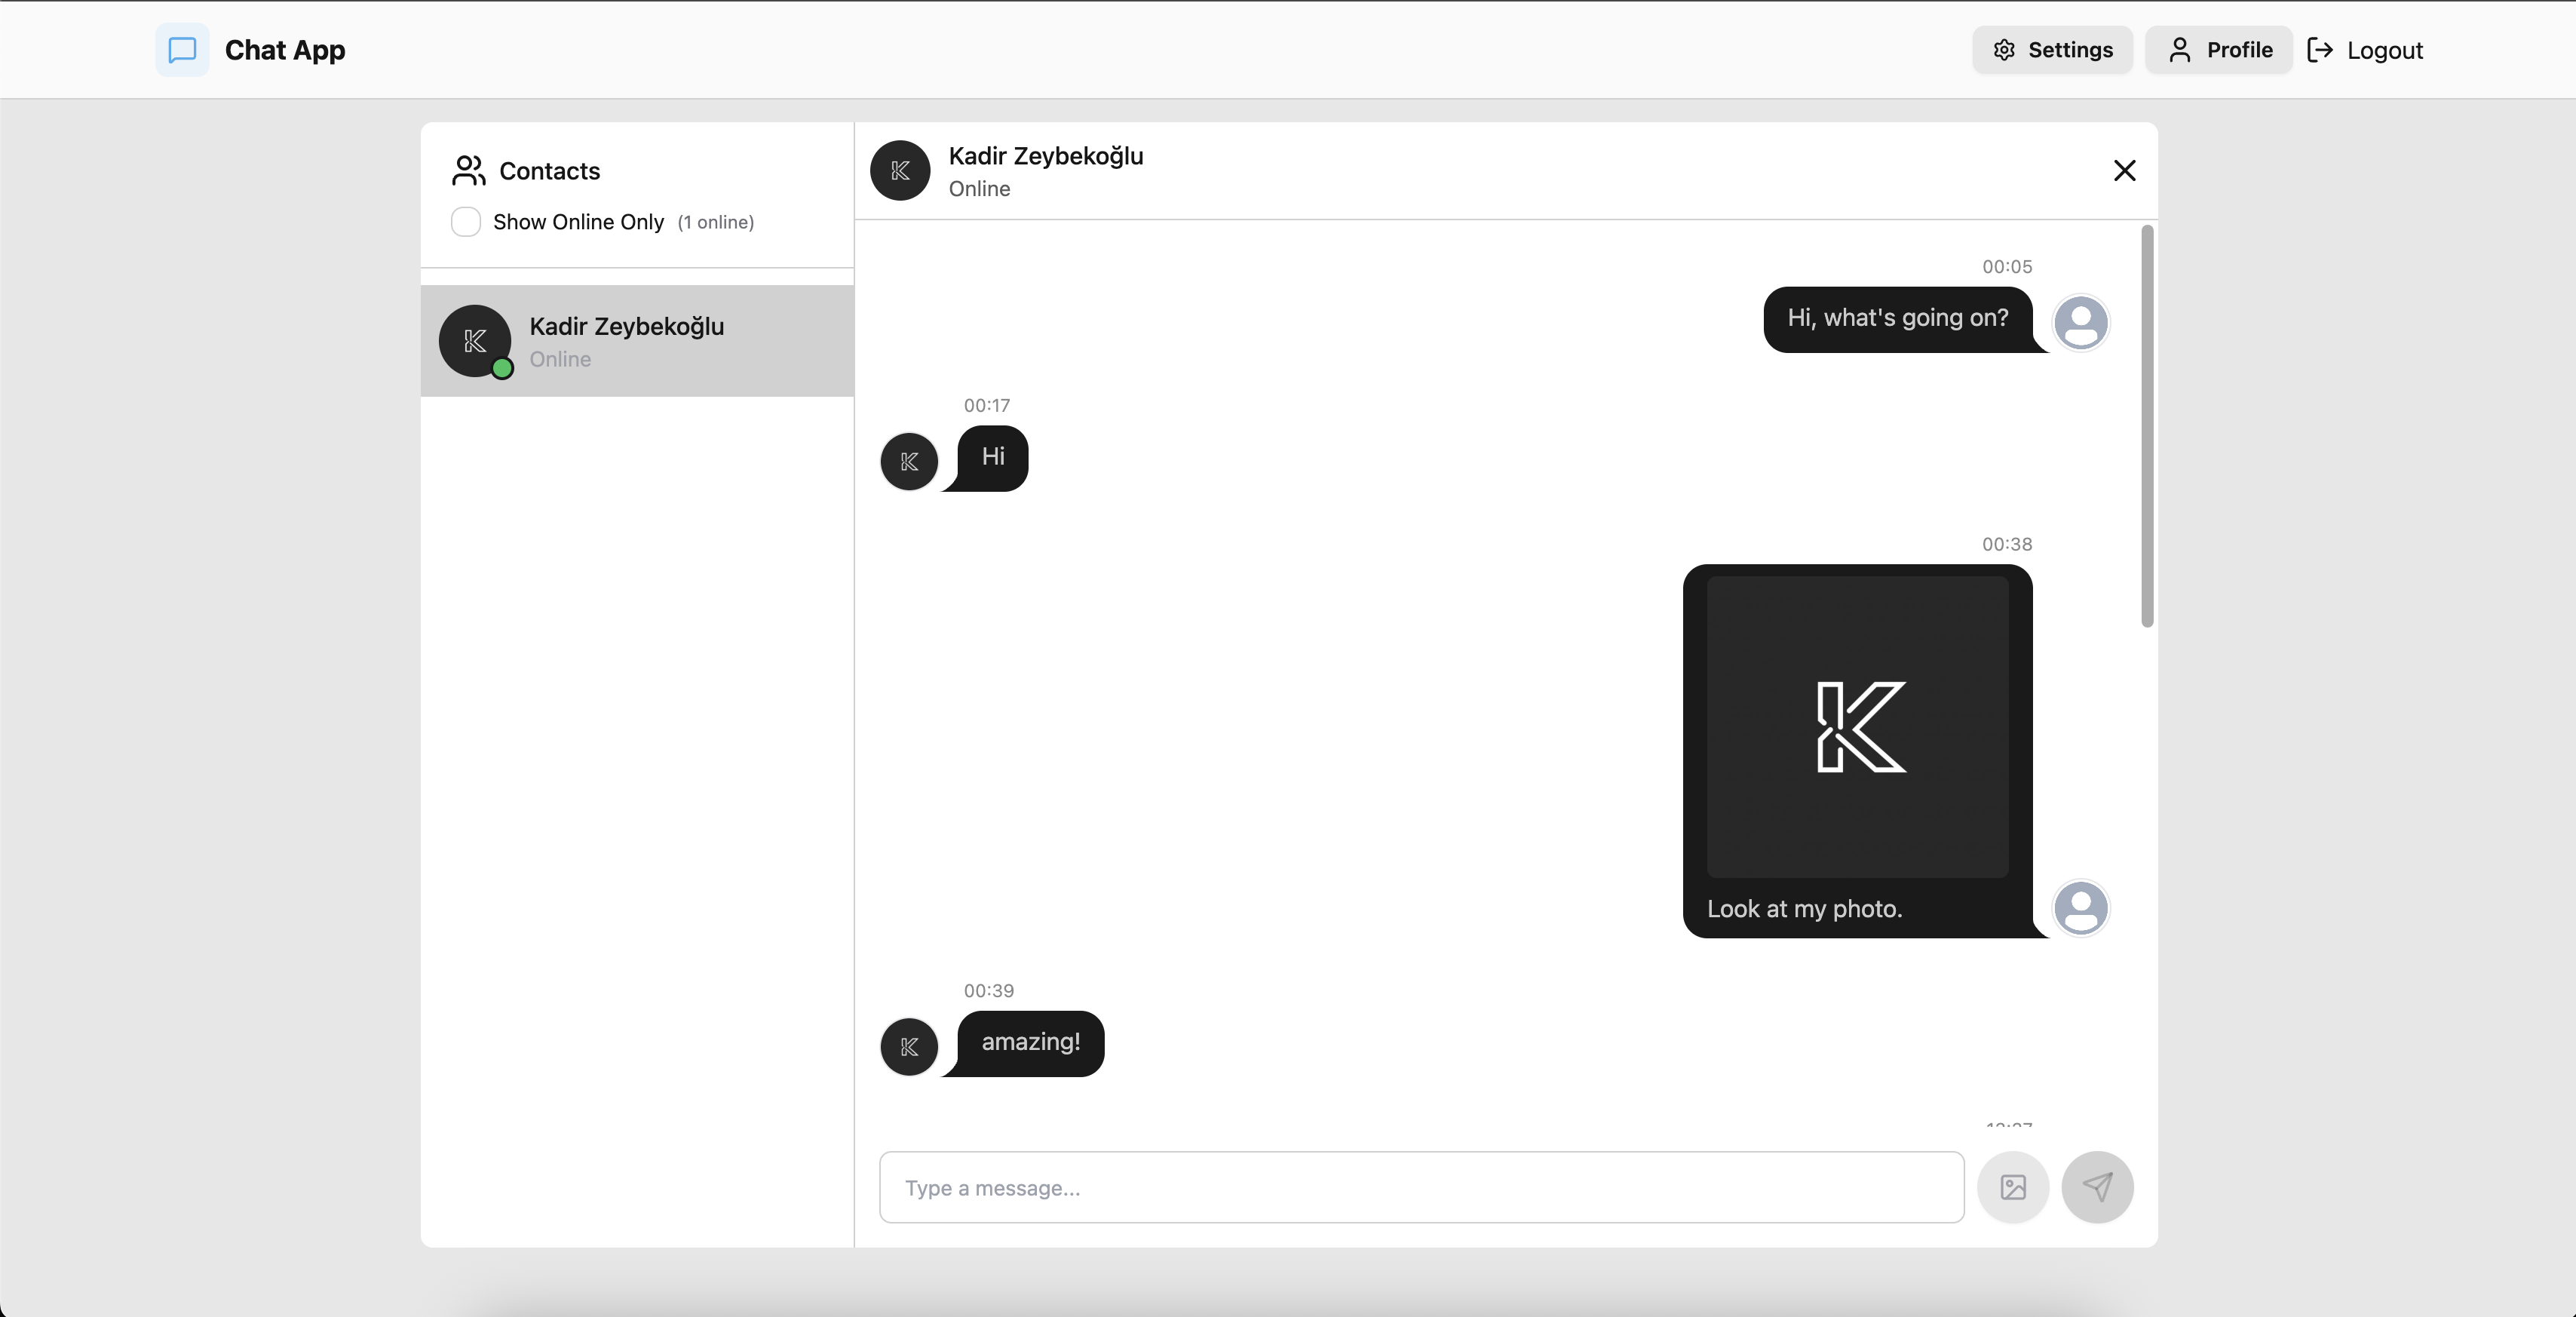 Chat App
Settings
Profile
Logout
Contacts
Show Online Only (1 online)
Kadir Zeybekoğlu
Online
Kadir Zeybekoğlu
Online
00:05
Hi, what's going on?
00:17
Hi
00:38
K
Look at my photo.
00:39
amazing!
Type a message...